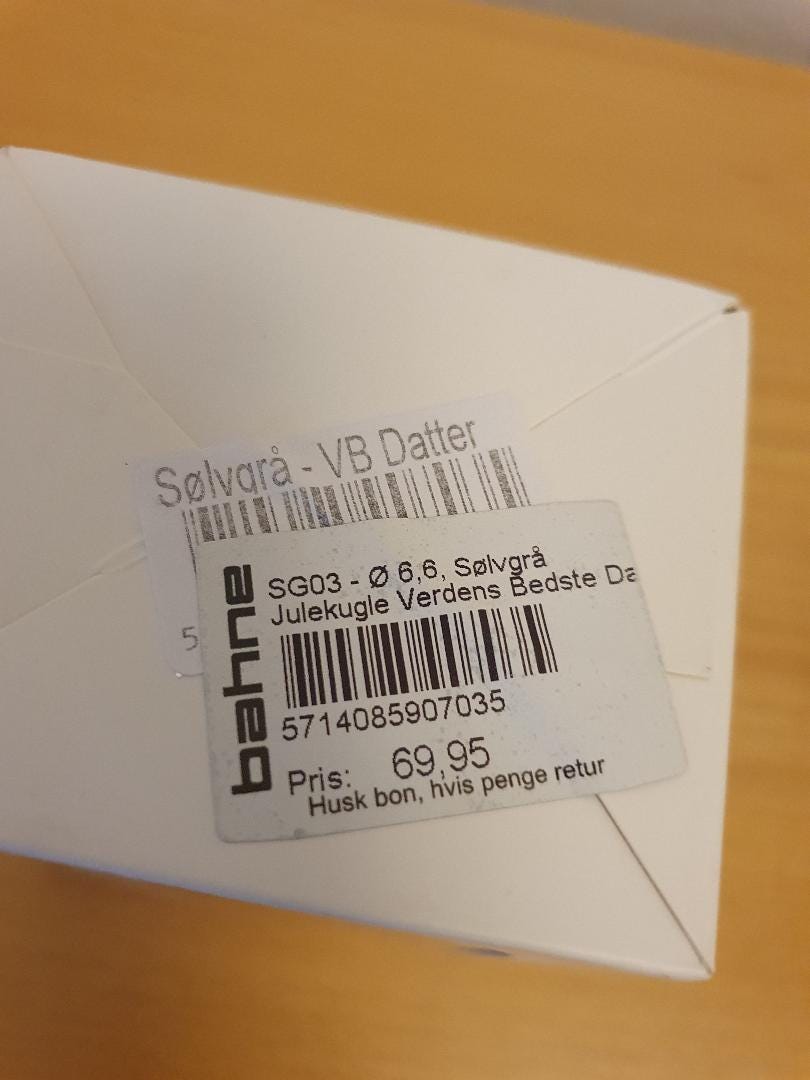 Sølvgrå - VB Datter
5
bahne
SG03 - Ø 6,6, Sølvgrå
Julekugle Verdens Bedste Da
5714085907035
Pris: 69,95
Husk bon, hvis penge retur